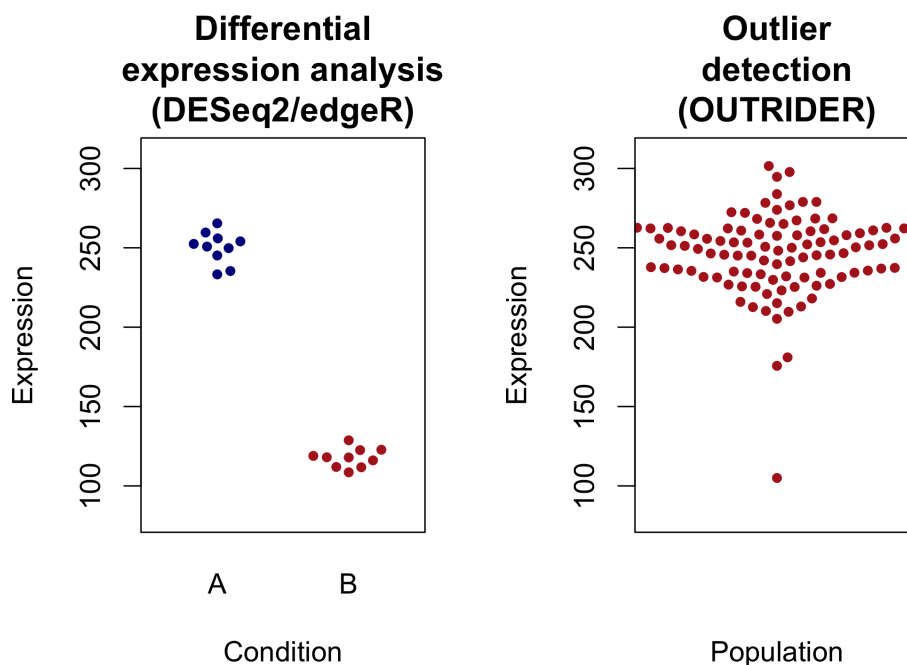 Differential
expression analysis
(DESeq2/edgeR)
Expression
300
250
200
150
100
A
B
Condition
Outlier
detection
(OUTRIDER)
Expression
300
250
200
150
100
Population